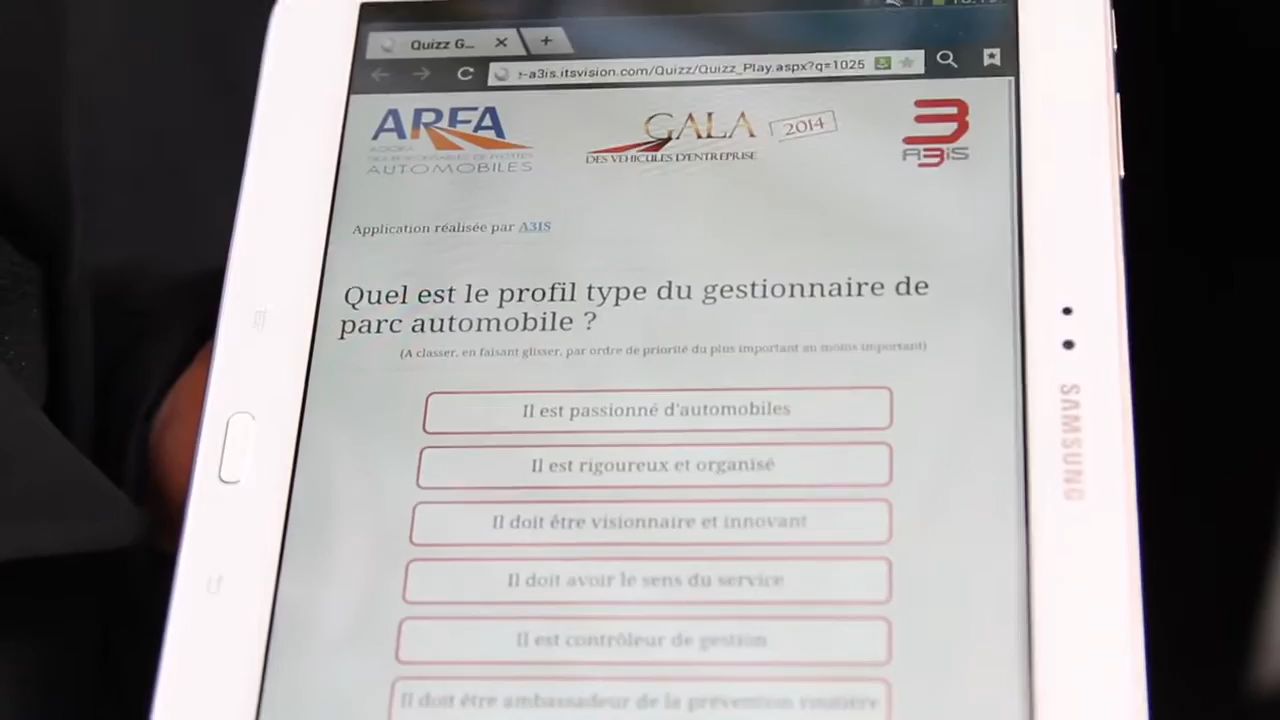 Quizz G...
-a3is.itsvision.com/Quizz/Quizz_Play.aspx?q=1025
ARFA
AUTOMOBILES
GALA 2014
DES VÉHICULES D'ENTREPRISE
3
A3iS
Application réalisée par A3IS
Quel est le profil type du gestionnaire de
parc automobile ?
(A classer, en faisant glisser, par ordre de priorité du plus important au moins important)
Il est passionné d'automobiles
Il est rigoureux et organisé
Il doit être visionnaire et innovant
Il doit avoir le sens du service
Il est contrôleur de gestion
Il doit être ambassadeur de la prévention routière
SAMSUNG